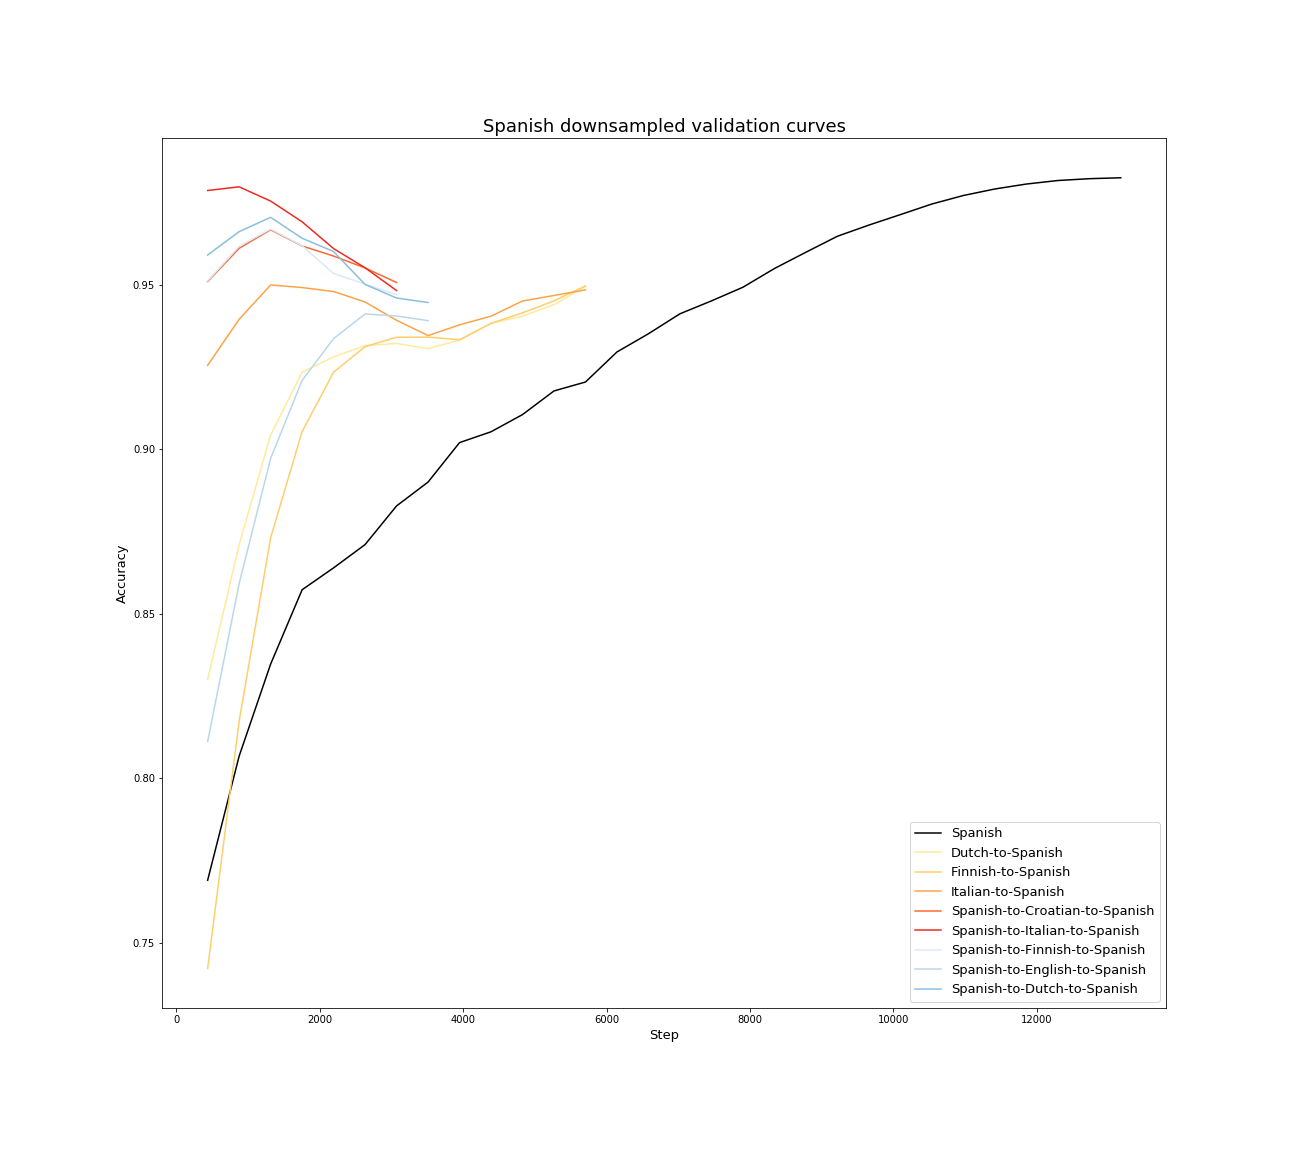 Spanish downsampled validation curves
0.95
0.90
0.85
0.80
0.75
Accuracy
0 2000 4000 6000 8000 10000 12000
Step
Spanish
Dutch-to-Spanish
Finnish-to-Spanish
Italian-to-Spanish
Spanish-to-Croatian-to-Spanish
Spanish-to-Italian-to-Spanish
Spanish-to-Finnish-to-Spanish
Spanish-to-English-to-Spanish
Spanish-to-Dutch-to-Spanish